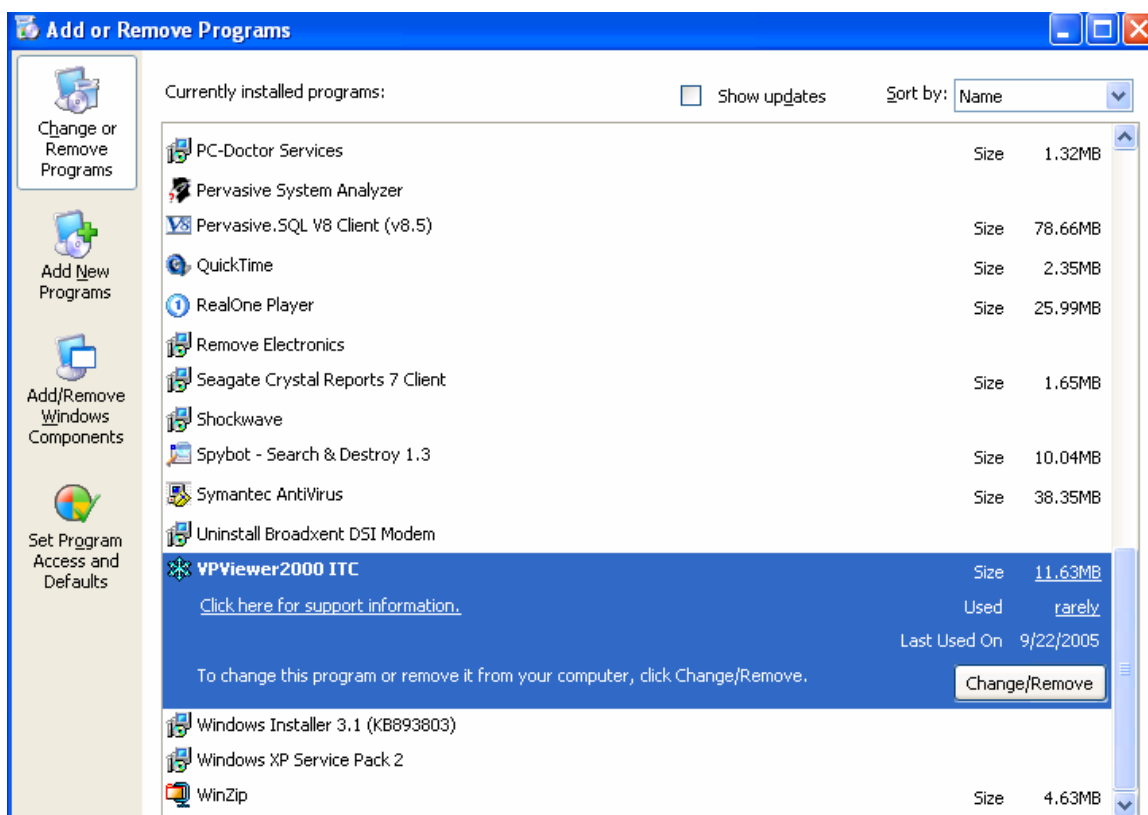 Add or Remove Programs
Change or
Remove
Programs
Add New
Programs
Add/Remove
Windows
Components
Set Program
Access and
Defaults
Currently installed programs:
Show updates
Sort by: Name
PC-Doctor Services Size 1.32MB
Pervasive System Analyzer
V8 Pervasive.SQL V8 Client (v8.5) Size 78.66MB
QuickTime Size 2.35MB
1 RealOne Player Size 25.99MB
Remove Electronics
Seagate Crystal Reports 7 Client Size 1.65MB
Shockwave
Spybot - Search & Destroy 1.3 Size 10.04MB
Symantec AntiVirus Size 38.35MB
Uninstall Broadxent DSI Modem
VPViewer2000 ITC Size 11.63MB
Click here for support information. Used rarely
Last Used On 9/22/2005
To change this program or remove it from your computer, click Change/Remove. Change/Remove
Windows Installer 3.1 (KB893803)
Windows XP Service Pack 2
WinZip Size 4.63MB